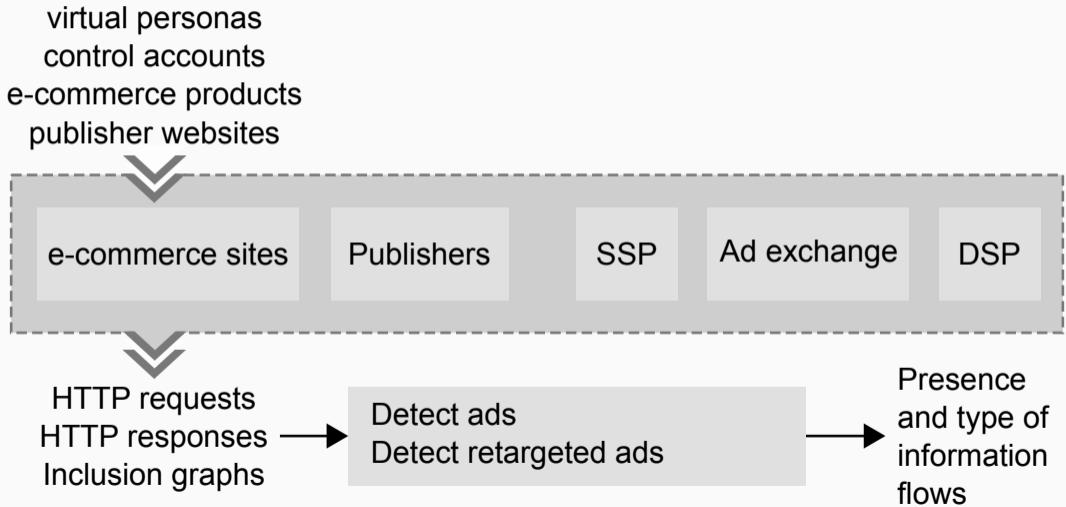 virtual personas
control accounts
e-commerce products
publisher websites
e-commerce sites
Publishers
SSP
Ad exchange
DSP
HTTP requests
HTTP responses
Inclusion graphs
Detect ads
Detect retargeted ads
Presence
and type of
information
flows